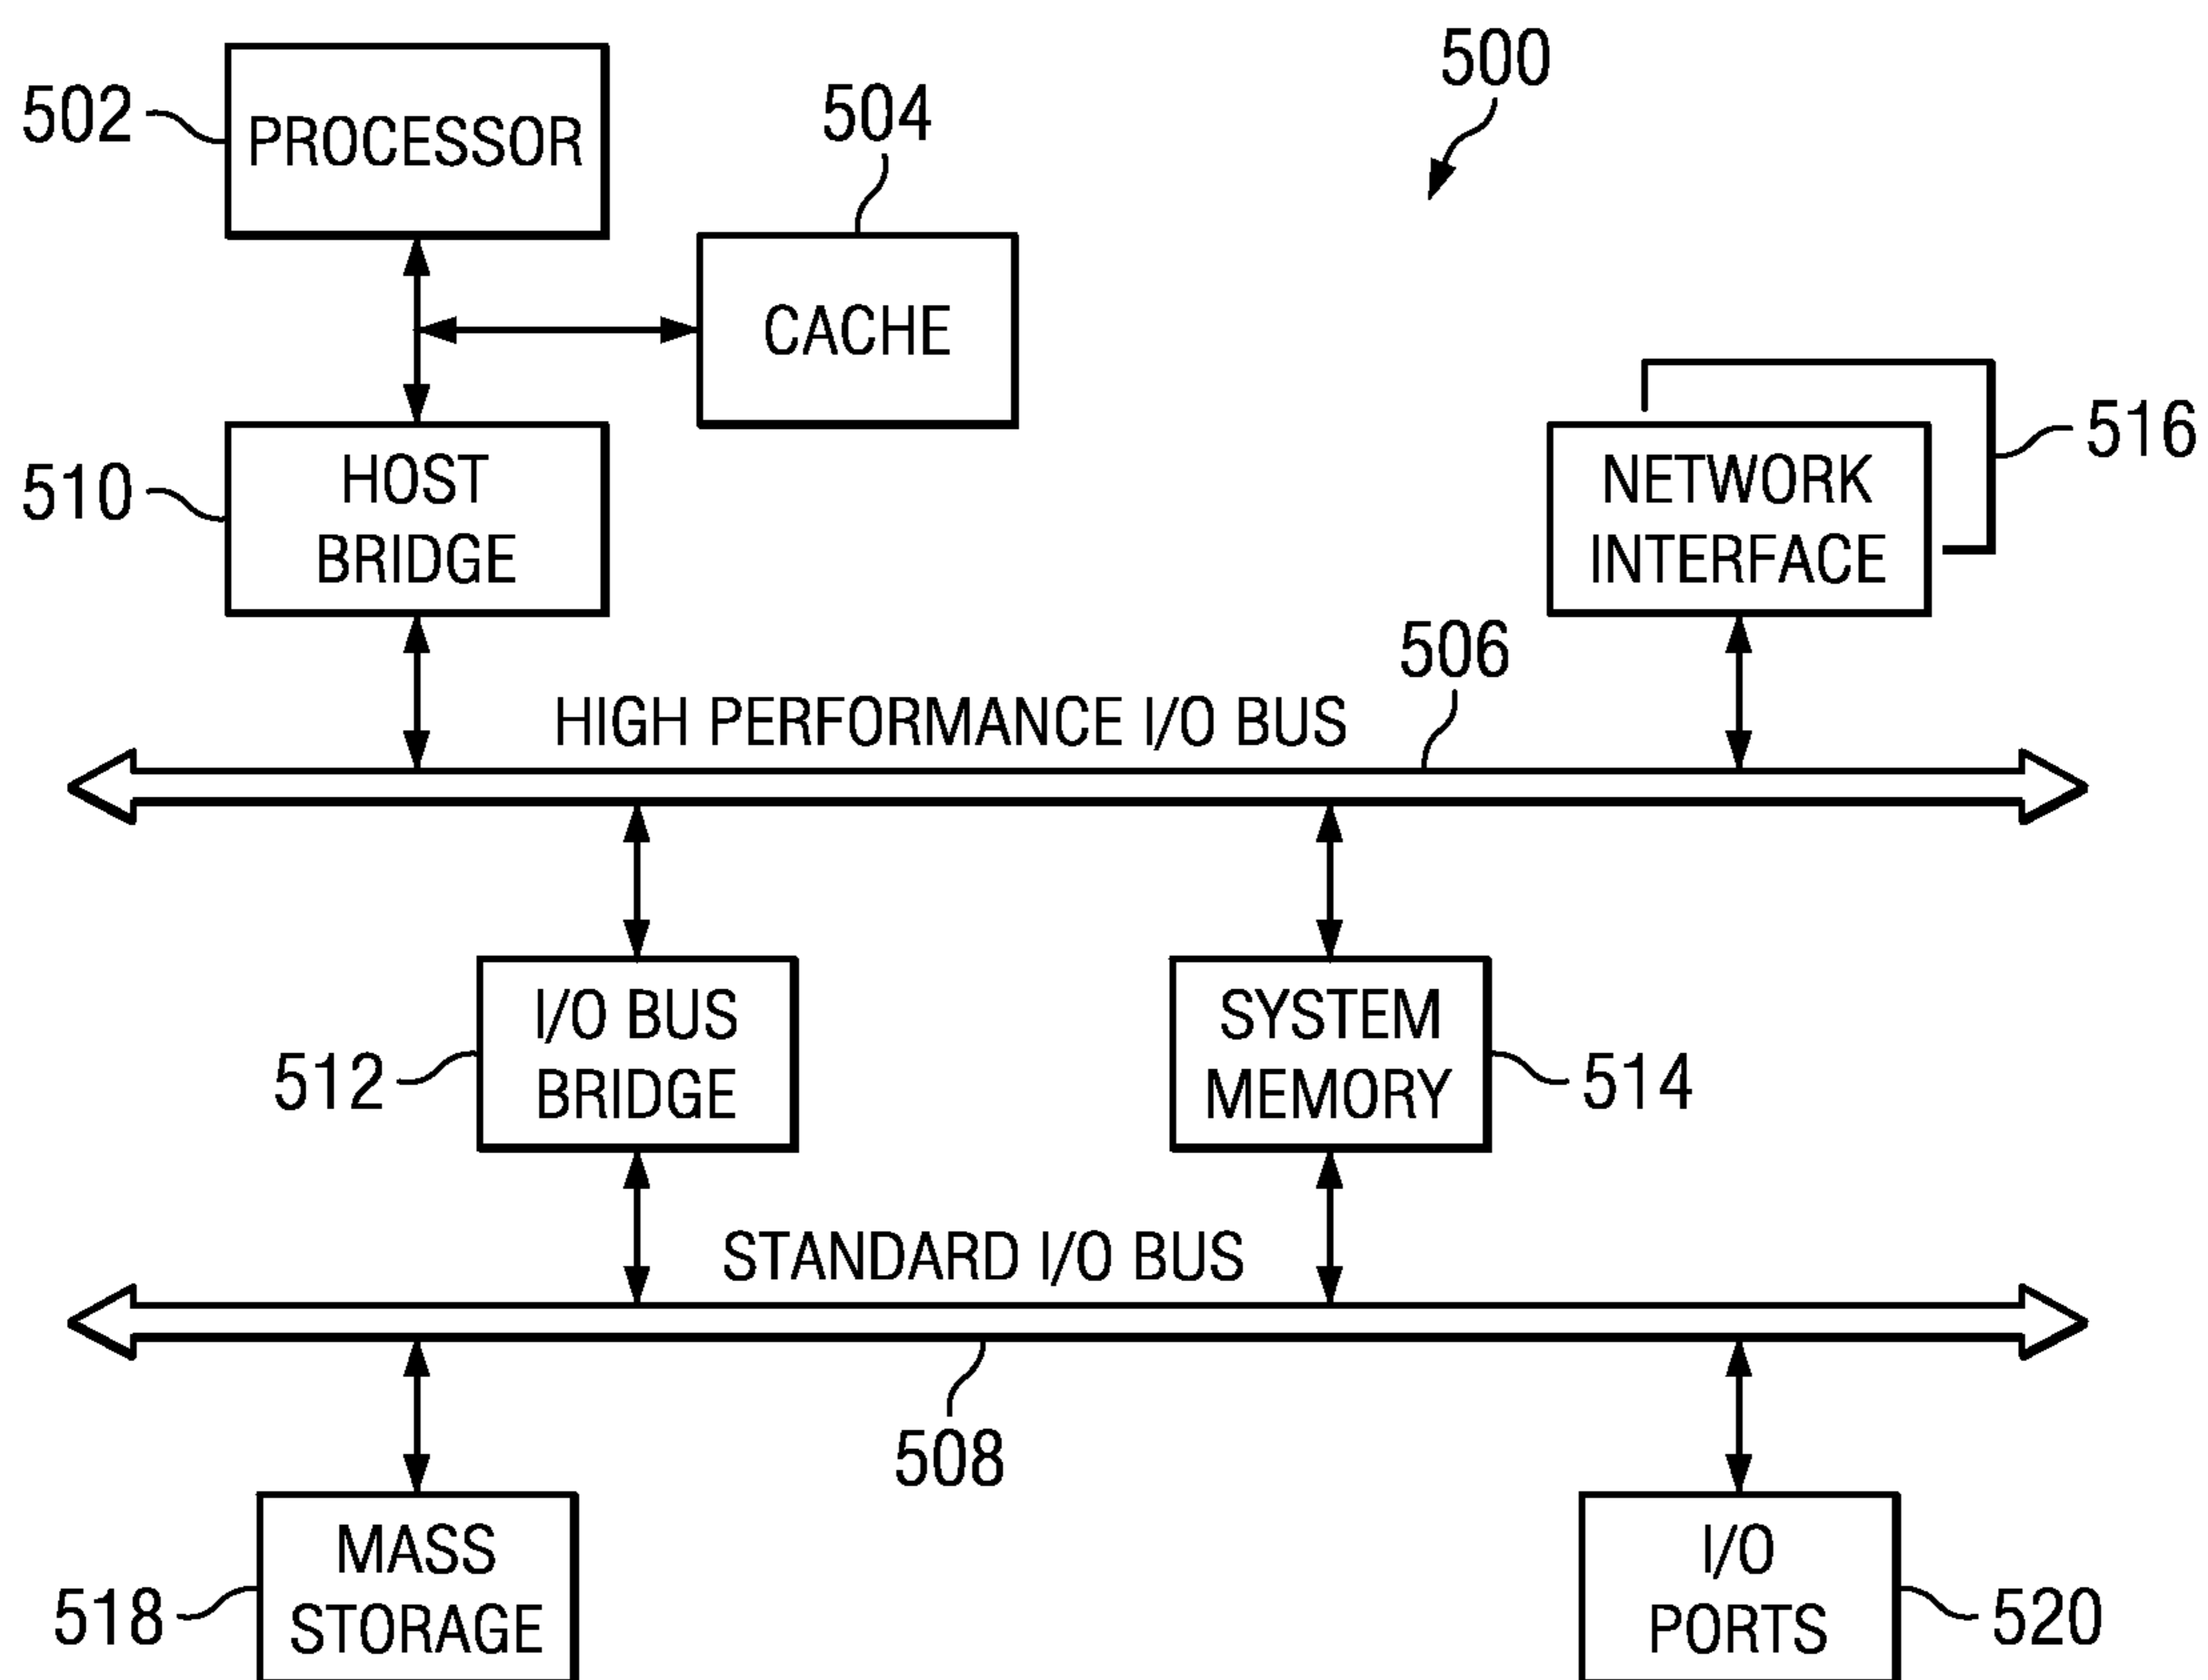 500
502
PROCESSOR
504
CACHE
510
HOST
BRIDGE
516
NETWORK
INTERFACE
506
HIGH PERFORMANCE I/O BUS
512
I/O BUS
BRIDGE
SYSTEM
MEMORY
514
STANDARD I/O BUS
508
518
MASS
STORAGE
I/O
PORTS
520